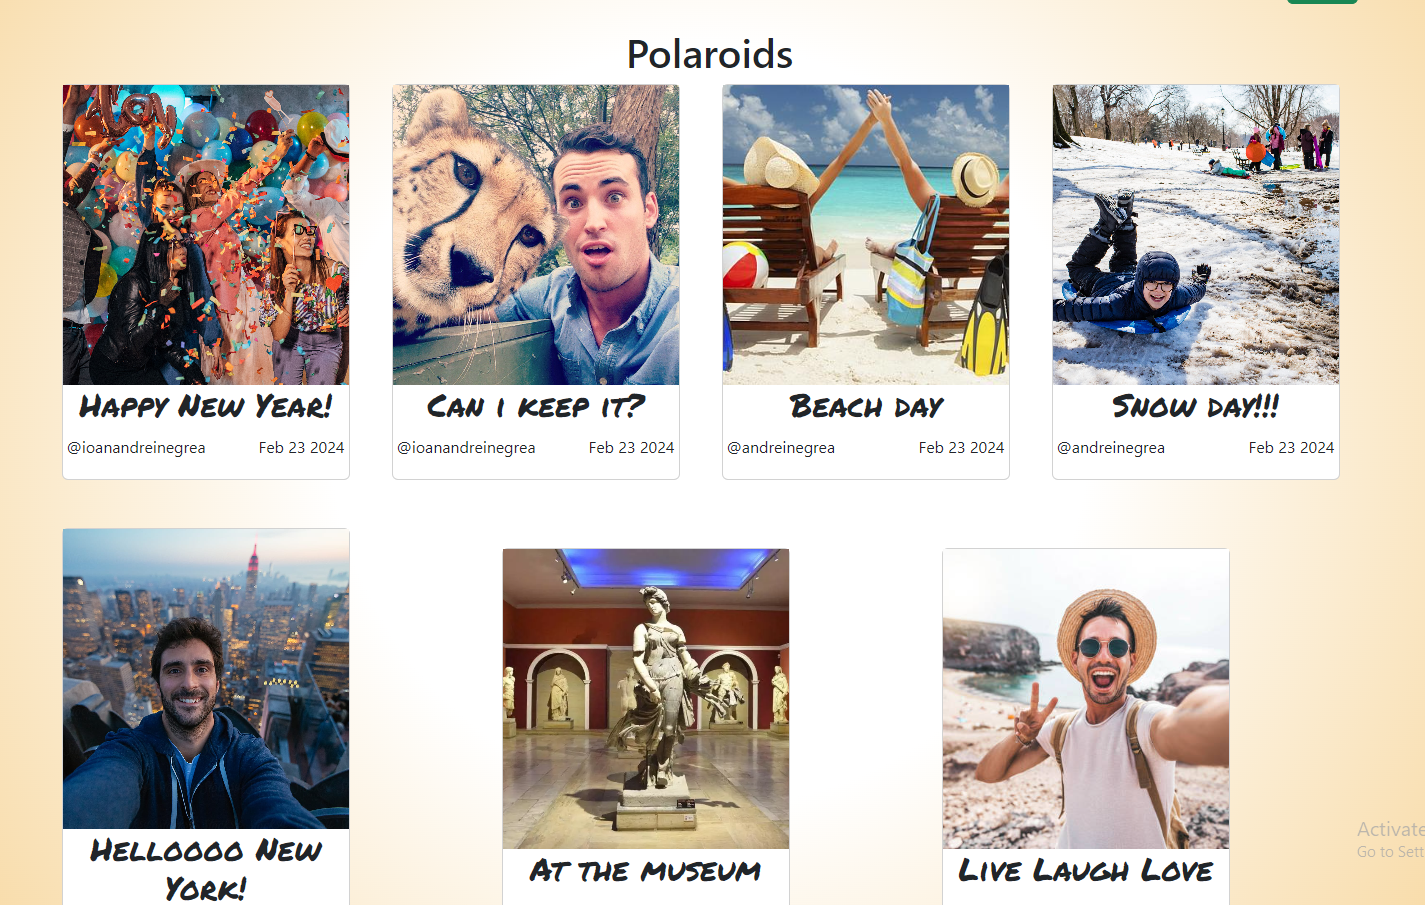 Polaroids
Happy New Year!
@ioanandreinegrea Feb 23 2024
Can i keep it?
@ioanandreinegrea Feb 23 2024
Beach day
@andreinegrea Feb 23 2024
Snow day!!!
@andreinegrea Feb 23 2024
Helloooo New
York!
At the museum
Live Laugh Love
Activate
Go to Sett